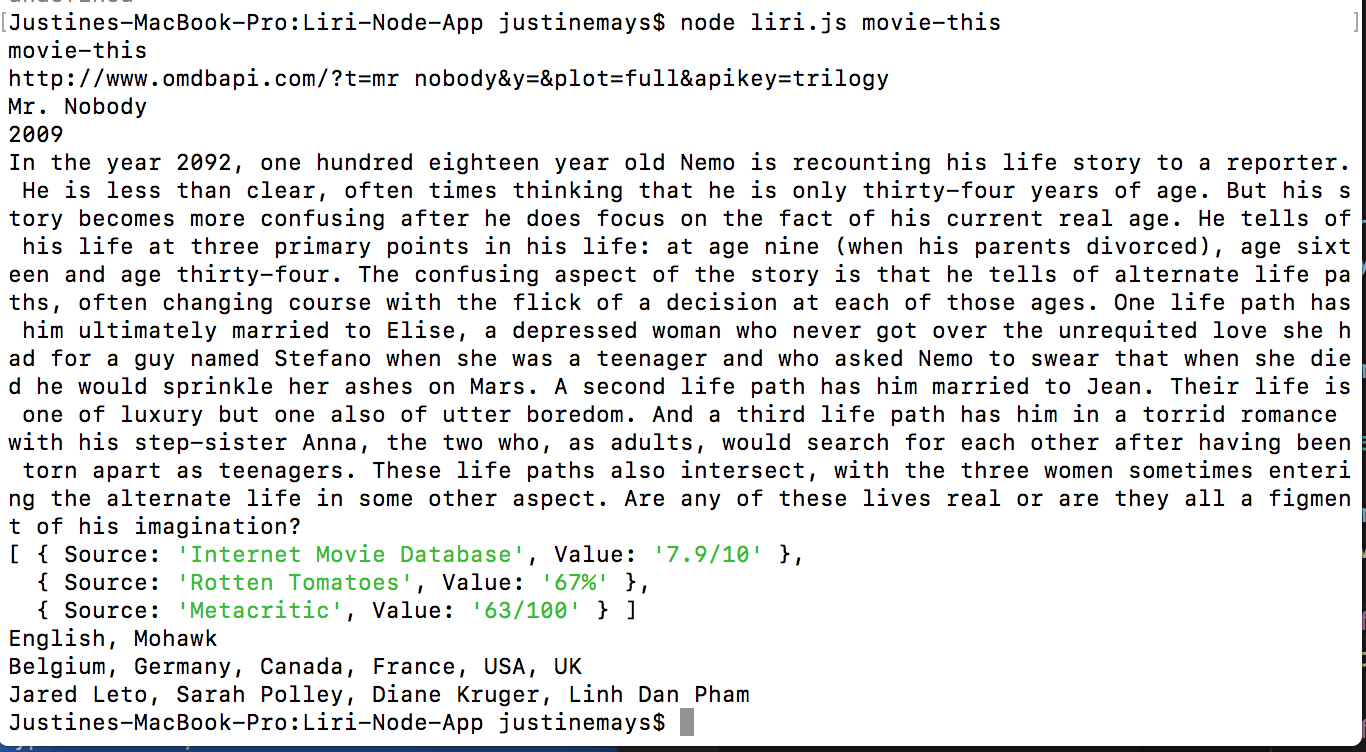 [Justines-MacBook-Pro:Liri-Node-App justinemays$ node liri.js movie-this ]
movie-this
http://www.omdbapi.com/?t=mr nobody&y=&plot=full&apikey=trilogy
Mr. Nobody
2009
In the year 2092, one hundred eighteen year old Nemo is recounting his life story to a reporter.
 He is less than clear, often times thinking that he is only thirty-four years of age. But his s
tory becomes more confusing after he does focus on the fact of his current real age. He tells of
 his life at three primary points in his life: at age nine (when his parents divorced), age sixt
een and age thirty-four. The confusing aspect of the story is that he tells of alternate life pa
ths, often changing course with the flick of a decision at each of those ages. One life path has
 him ultimately married to Elise, a depressed woman who never got over the unrequited love she h
ad for a guy named Stefano when she was a teenager and who asked Nemo to swear that when she die
d he would sprinkle her ashes on Mars. A second life path has him married to Jean. Their life is
 one of luxury but one also of utter boredom. And a third life path has him in a torrid romance
with his step-sister Anna, the two who, as adults, would search for each other after having been
 torn apart as teenagers. These life paths also intersect, with the three women sometimes enteri
ng the alternate life in some other aspect. Are any of these lives real or are they all a figmen
t of his imagination?
[ { Source: 'Internet Movie Database', Value: '7.9/10' },
  { Source: 'Rotten Tomatoes', Value: '67%' },
  { Source: 'Metacritic', Value: '63/100' } ]
English, Mohawk
Belgium, Germany, Canada, France, USA, UK
Jared Leto, Sarah Polley, Diane Kruger, Linh Dan Pham
Justines-MacBook-Pro:Liri-Node-App justinemays$